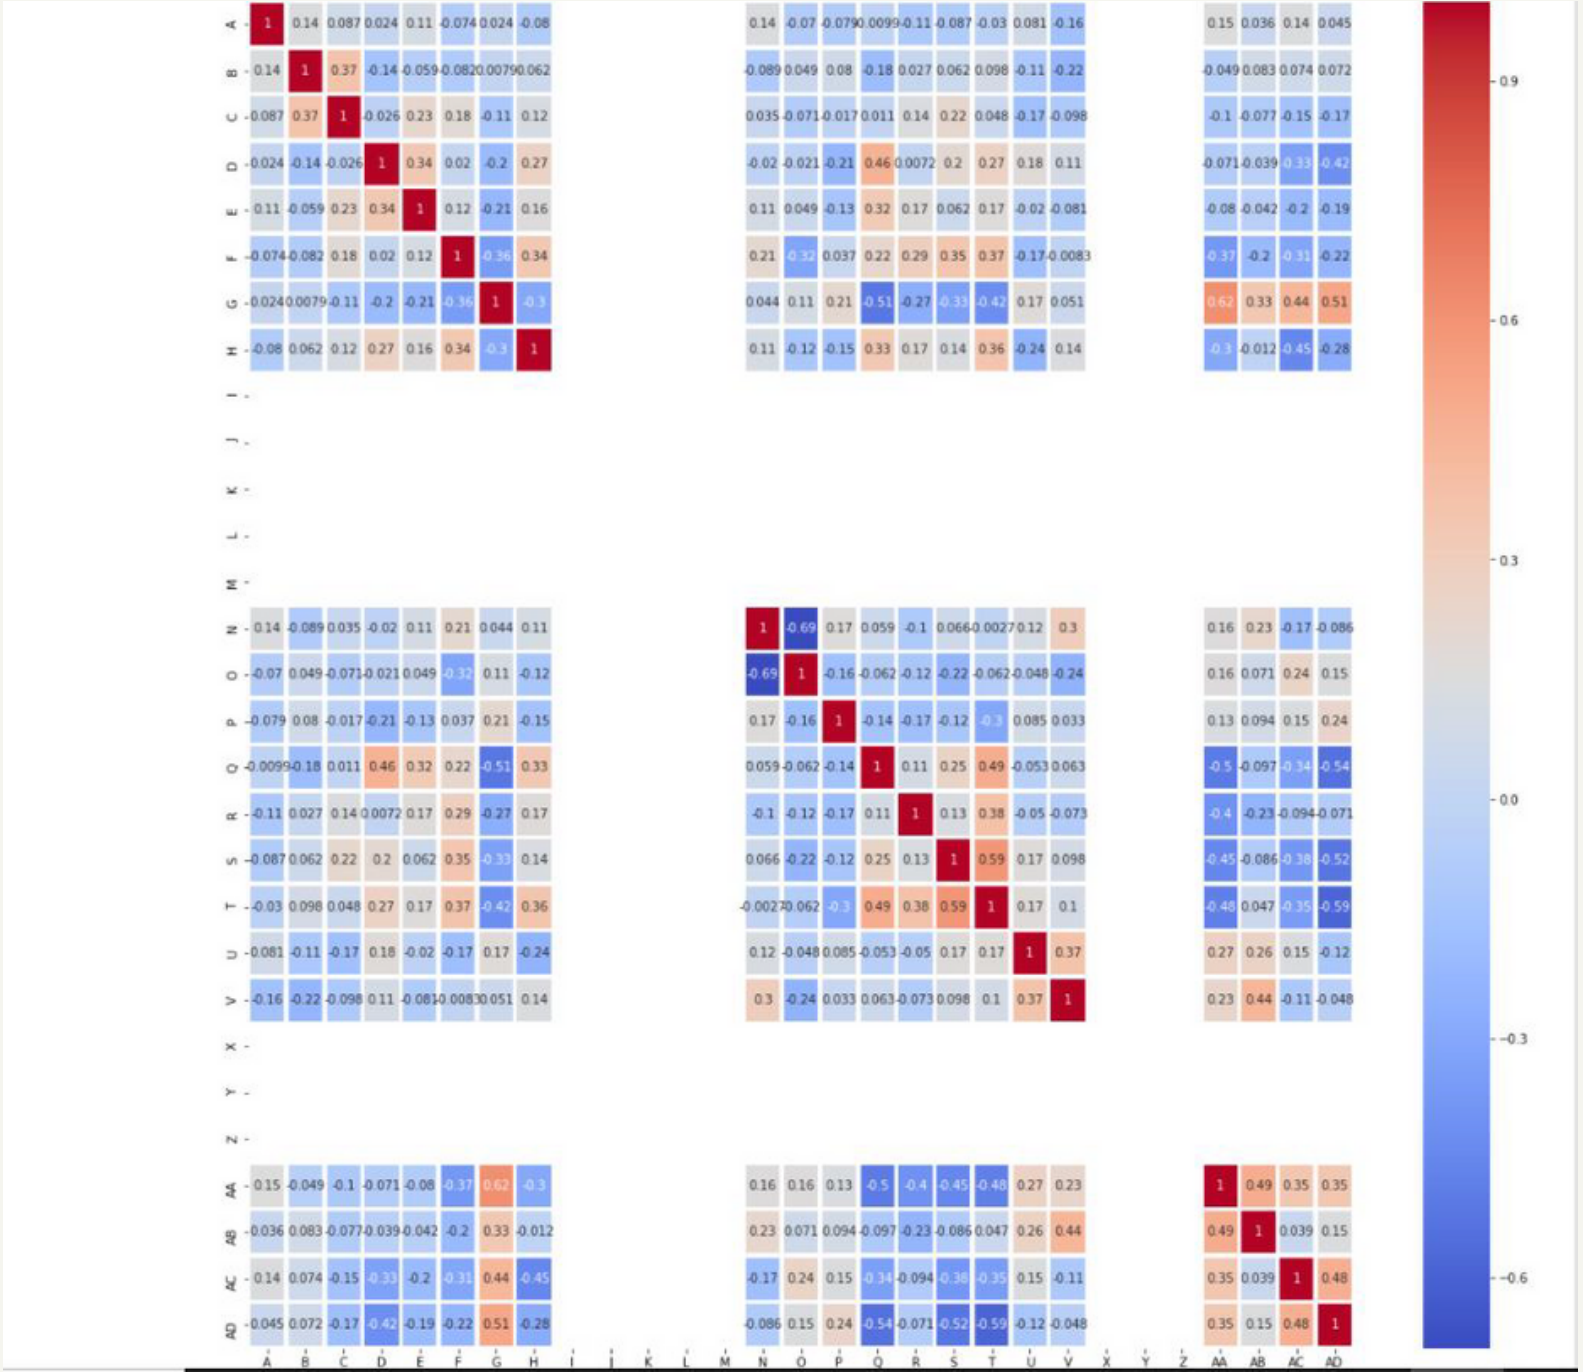 A 1 0.14 0.087 0.024 0.11 -0.074 0.024 -0.08 0.14 -0.07 -0.079 0.0099 -0.11 -0.087 -0.03 0.081 -0.16 0.15 0.036 0.14 0.045
B 0.14 1 0.37 -0.14 -0.059 -0.082 0.0079 0.062 -0.089 0.049 0.08 -0.18 0.027 0.062 0.098 -0.11 -0.22 -0.049 0.083 0.074 0.072
0.9
C 0.087 0.37 1 -0.026 0.23 0.18 -0.11 0.12 0.035 -0.071 -0.017 0.011 0.14 0.22 0.048 -0.17 -0.098 -0.1 -0.077 -0.15 -0.17
D 0.024 -0.14 -0.026 1 0.34 0.02 -0.2 0.27 -0.02 -0.021 -0.21 0.46 0.0072 0.2 0.27 0.18 0.11 -0.071 -0.039 -0.33 -0.42
E 0.11 -0.059 0.23 0.34 1 0.12 -0.21 0.16 0.11 0.049 -0.13 0.32 0.17 0.062 0.17 -0.02 -0.081 -0.08 -0.042 -0.2 -0.19
F -0.074 -0.082 0.18 0.02 0.12 1 -0.36 0.34 0.21 -0.32 0.037 0.22 0.29 0.35 0.37 -0.17 -0.0083 -0.37 -0.2 -0.31 -0.22
G 0.024 0.0079 -0.11 -0.2 -0.21 -0.36 1 -0.3 0.044 0.11 0.21 -0.51 -0.27 -0.33 -0.42 0.17 0.051 0.62 0.33 0.44 0.51
0.6
H -0.08 0.062 0.12 0.27 0.16 0.34 -0.3 1 0.11 -0.12 -0.15 0.33 0.17 0.14 0.36 -0.24 0.14 -0.3 -0.012 -0.45 -0.28
I
J
K
L
0.3
M
N 0.14 -0.089 0.035 -0.02 0.11 0.21 0.044 0.11 1 -0.69 0.17 0.059 -0.1 0.066 -0.0027 0.12 0.3 0.16 0.23 -0.17 -0.086
O -0.07 0.049 -0.071 -0.021 0.049 -0.32 0.11 -0.12 -0.69 1 -0.16 -0.062 -0.12 -0.22 -0.062 -0.048 -0.24 0.16 0.071 0.24 0.15
P -0.079 0.08 -0.017 -0.21 -0.13 0.037 0.21 -0.15 0.17 -0.16 1 -0.14 -0.17 -0.12 -0.3 0.085 0.033 0.13 0.094 0.15 0.24
Q -0.0099 -0.18 0.011 0.46 0.32 0.22 -0.51 0.33 0.059 -0.062 -0.14 1 0.11 0.25 0.49 -0.053 0.063 -0.5 -0.097 -0.34 -0.54
0.0
R -0.11 0.027 0.14 0.0072 0.17 0.29 -0.27 0.17 -0.1 -0.12 -0.17 0.11 1 0.13 0.38 -0.05 -0.073 -0.4 -0.23 -0.094 -0.071
S -0.087 0.062 0.22 0.2 0.062 0.35 -0.33 0.14 0.066 -0.22 -0.12 0.25 0.13 1 0.59 0.17 0.098 -0.45 -0.086 -0.38 -0.52
T -0.03 0.098 0.048 0.27 0.17 0.37 -0.42 0.36 -0.0027 -0.062 -0.3 0.49 0.38 0.59 1 0.17 0.1 -0.48 0.047 -0.35 -0.59
U 0.081 -0.11 -0.17 0.18 -0.02 -0.17 0.17 -0.24 0.12 -0.048 0.085 -0.053 -0.05 0.17 0.17 1 0.37 0.27 0.26 0.15 -0.12
V -0.16 -0.22 -0.098 0.11 -0.081 -0.0083 0.051 0.14 0.3 -0.24 0.033 0.063 -0.073 0.098 0.1 0.37 1 0.23 0.44 -0.11 -0.048
X
−0.3
Y
Z
AA 0.15 -0.049 -0.1 -0.071 -0.08 -0.37 0.62 -0.3 0.16 0.16 0.13 -0.5 -0.4 -0.45 -0.48 0.27 0.23 1 0.49 0.35 0.35
AB 0.036 0.083 -0.077 -0.039 -0.042 -0.2 0.33 -0.012 0.23 0.071 0.094 -0.097 -0.23 -0.086 0.047 0.26 0.44 0.49 1 0.039 0.15
AC 0.14 0.074 -0.15 -0.33 -0.2 -0.31 0.44 -0.45 -0.17 0.24 0.15 -0.34 -0.094 -0.38 -0.35 0.15 -0.11 0.35 0.039 1 0.48
−0.6
AD 0.045 0.072 -0.17 -0.42 -0.19 -0.22 0.51 -0.28 -0.086 0.15 0.24 -0.54 -0.071 -0.52 -0.59 -0.12 -0.048 0.35 0.15 0.48 1
A B C D E F G H I J K L M N O P Q R S T U V X Y Z AA AB AC AD